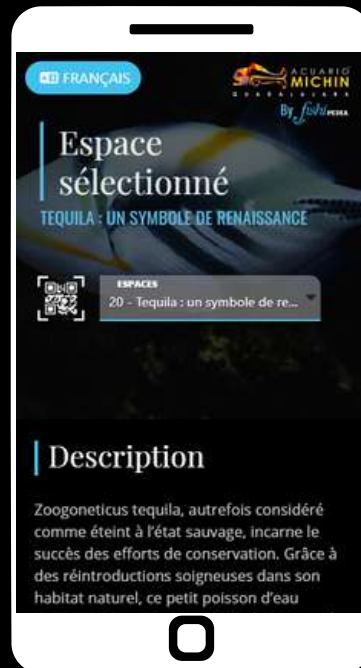 FRANÇAIS
ACUARIO
MICHIN
GUADALAJARA
By fishiPEDIA
Espace
sélectionné
TEQUILA : UN SYMBOLE DE RENAISSANCE
ESPACES
20 - Tequila : un symbole de re...
Description
Zoogoneticus tequila, autrefois considéré
comme éteint à l'état sauvage, incarne le
succès des efforts de conservation. Grâce à
des réintroductions soigneuses dans son
habitat naturel, ce petit poisson d'eau